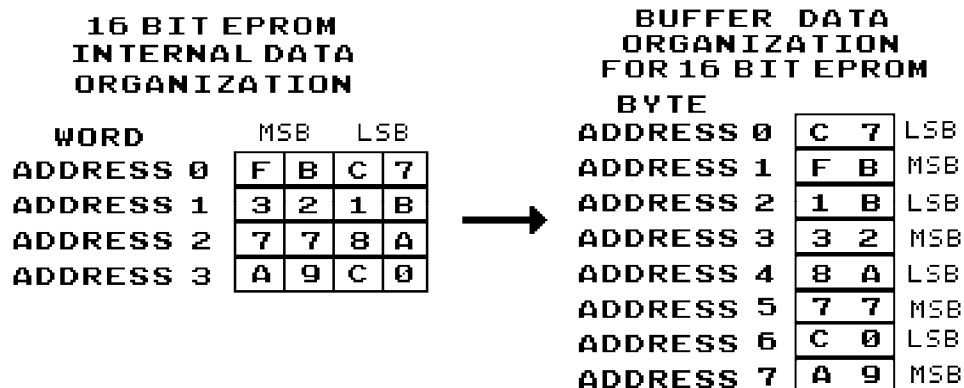 16 BIT EPROM
INTERNAL DATA
ORGANIZATION
WORD MSB LSB
ADDRESS 0 F B C 7
ADDRESS 1 3 2 1 B
ADDRESS 2 7 7 8 A
ADDRESS 3 A 9 C 0
BUFFER DATA
ORGANIZATION
FOR 16 BIT EPROM
BYTE
ADDRESS 0 C 7 LSB
ADDRESS 1 F B MSB
ADDRESS 2 1 B LSB
ADDRESS 3 3 2 MSB
ADDRESS 4 8 A LSB
ADDRESS 5 7 7 MSB
ADDRESS 6 C 0 LSB
ADDRESS 7 A 9 MSB